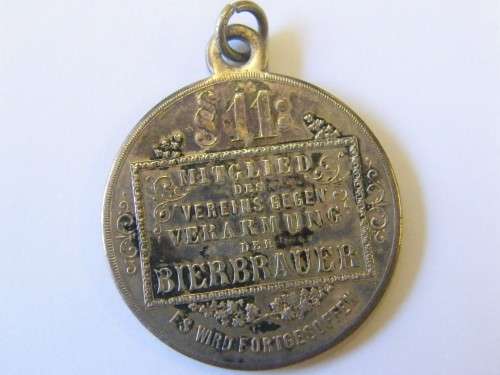 § 11:
MITGLIED
DES
VEREINS GEGEN
VERARMUNG
DER
BIERBRAUER
ES WIRD FORTGESOFFEN